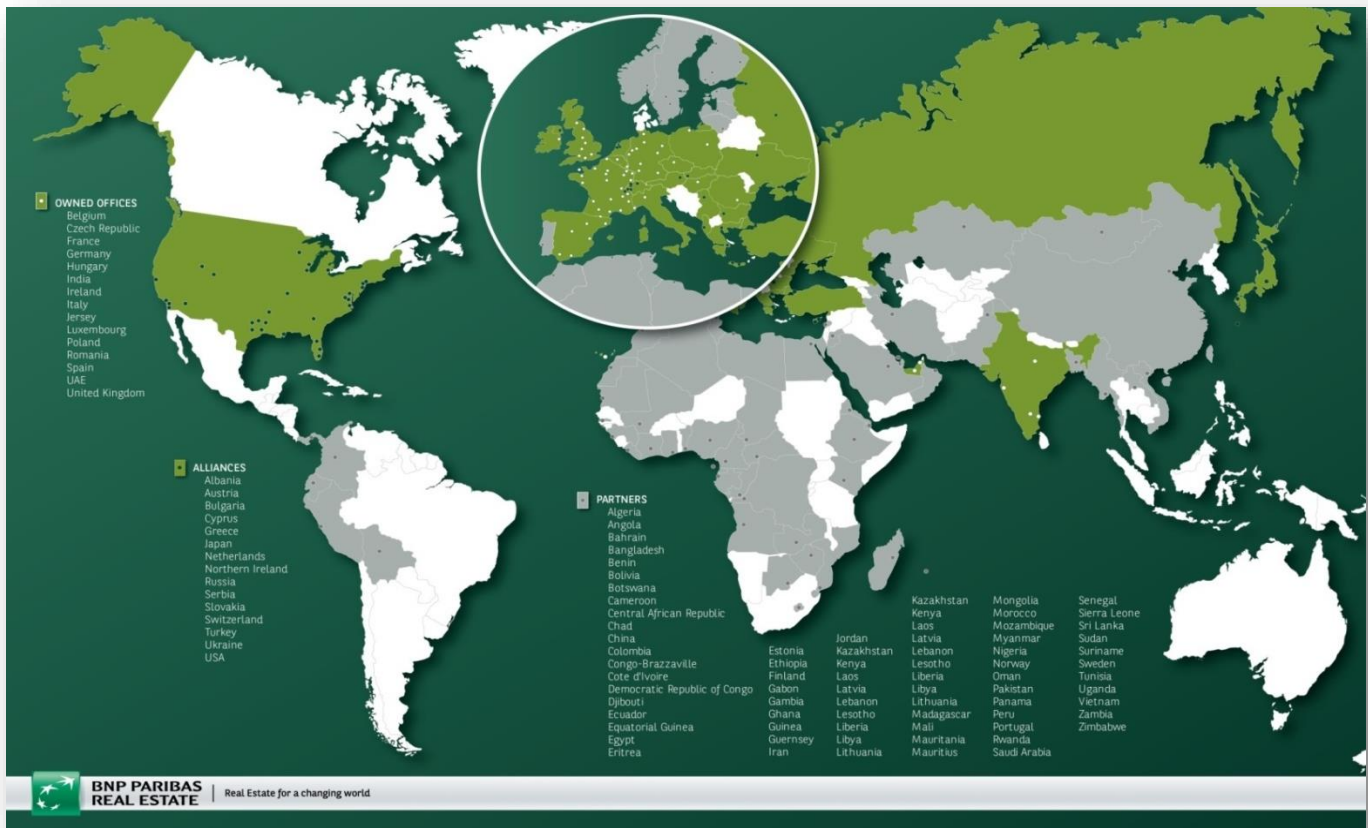 OWNED OFFICES
Belgium
Czech Republic
France
Germany
Hungary
India
Ireland
Italy
Jersey
Luxembourg
Poland
Romania
Spain
UAE
United Kingdom
ALLIANCES
Albania
Austria
Bulgaria
Cyprus
Greece
Japan
Netherlands
Northern Ireland
Russia
Serbia
Slovakia
Switzerland
Turkey
Ukraine
USA
PARTNERS
Algeria
Angola
Bahrain
Bangladesh
Benin
Bolivia
Botswana
Cameroon
Central African Republic
Chad
China
Colombia
Congo-Brazzaville
Cote d'Ivoire
Democratic Republic of Congo
Djibouti
Ecuador
Equatorial Guinea
Egypt
Eritrea
Estonia
Ethiopia
Finland
Gabon
Gambia
Ghana
Guinea
Guernsey
Iran
Jordan
Kazakhstan
Kenya
Laos
Latvia
Lebanon
Lesotho
Liberia
Libya
Lithuania
Kazakhstan
Kenya
Laos
Latvia
Lebanon
Lesotho
Liberia
Libya
Lithuania
Madagascar
Mali
Mauritania
Mauritius
Mongolia
Morocco
Mozambique
Myanmar
Nigeria
Norway
Oman
Pakistan
Panama
Peru
Portugal
Rwanda
Saudi Arabia
Senegal
Sierra Leone
Sri Lanka
Sudan
Suriname
Sweden
Tunisia
Uganda
Vietnam
Zambia
Zimbabwe
BNP PARIBAS
REAL ESTATE
Real Estate for a changing world